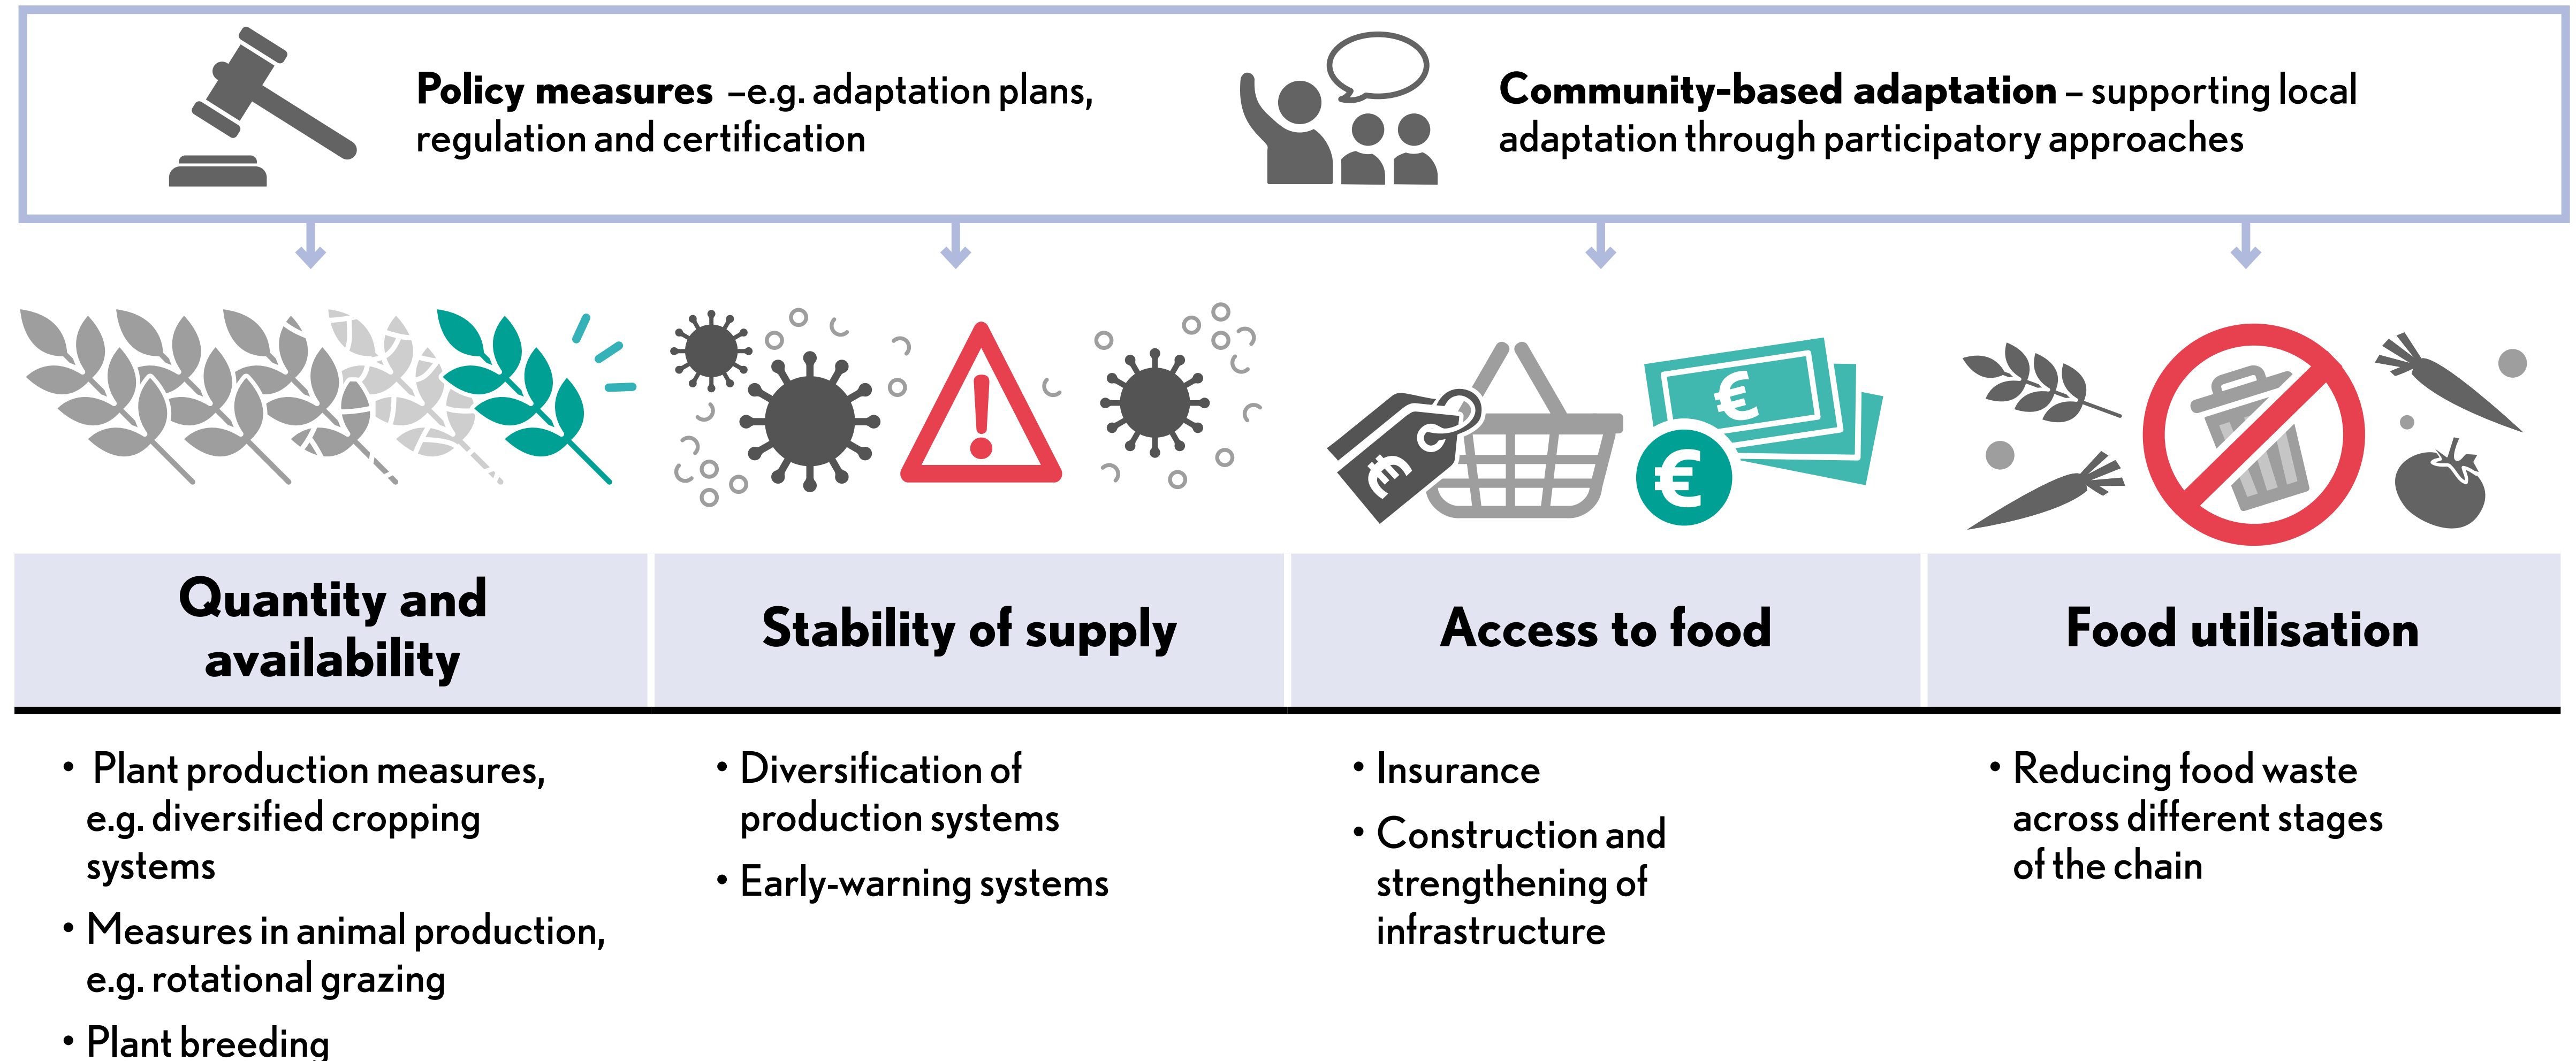 Policy measures –e.g. adaptation plans,
regulation and certification
Community-based adaptation – supporting local
adaptation through participatory approaches
€
€
€
Quantity and
availability
Stability of supply
Access to food
Food utilisation
• Plant production measures,
e.g. diversified cropping
systems
• Measures in animal production,
e.g. rotational grazing
• Plant breeding
• Diversification of
production systems
• Early-warning systems
• Insurance
• Construction and
strengthening of
infrastructure
• Reducing food waste
across different stages
of the chain